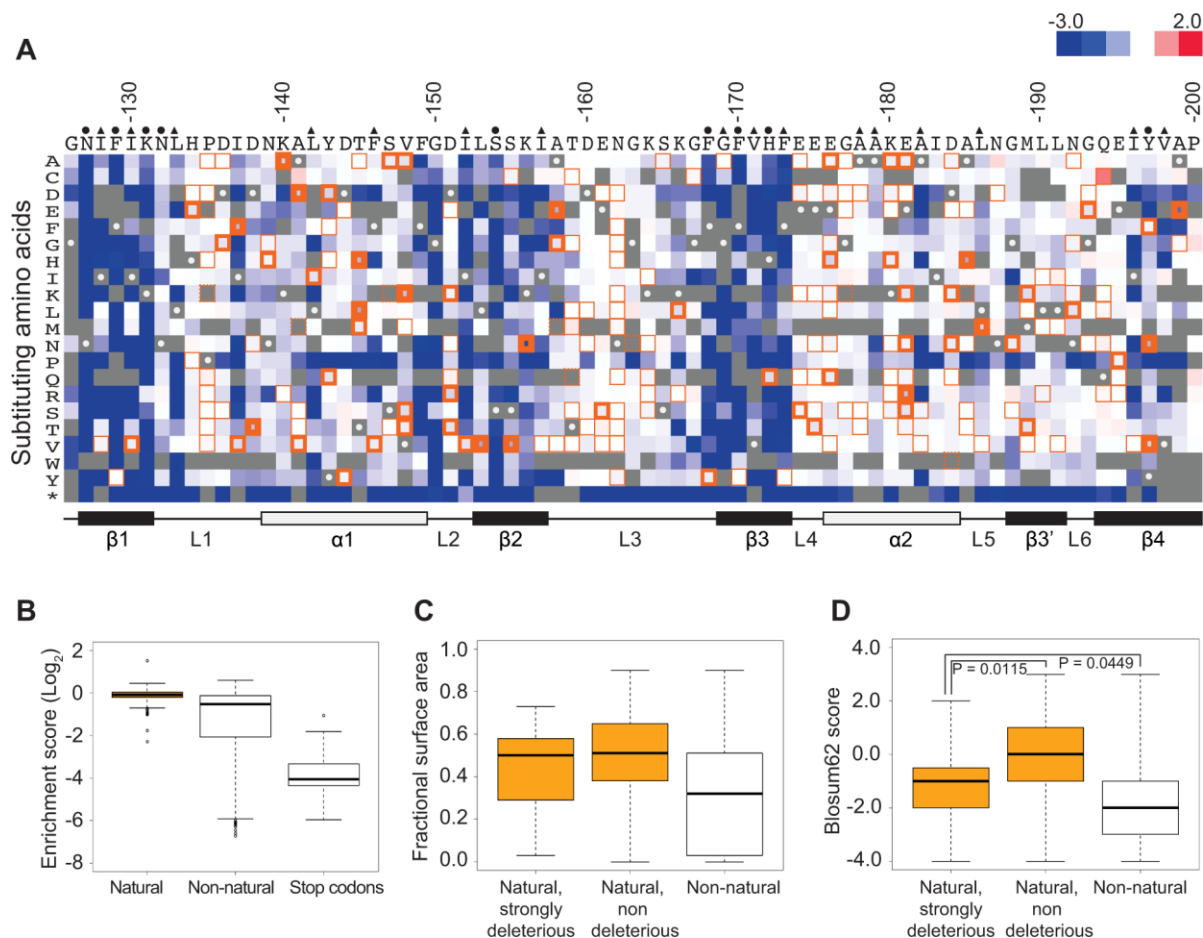 A
-3.0 2.0
-130 -140 -150 -160 -170 -180 -190 -200
GNIFIKNLHPDIDNKALYDTFSVFGDILSSKIATDENGKSKGFGFVHFEEEGAAKEAIDALNGMLLNGQEIYVAP
Subtituting amino acids
A
C
D
E
F
G
H
I
K
L
M
N
P
Q
R
S
T
V
W
Y
*
β1 L1 α1 L2 β2 L3 β3 L4 α2 L5 β3' L6 β4
B
Enrichment score (Log2)
2
0
-2
-4
-6
-8
Natural Non-natural Stop codons
C
Fractional surface area
1.0
0.8
0.6
0.4
0.2
0.0
Natural, strongly deleterious
Natural, non deleterious
Non-natural
D
Blosum62 score
4.0
2.0
0.0
-2.0
-4.0
P = 0.0115
P = 0.0449
Natural, strongly deleterious
Natural, non deleterious
Non-natural